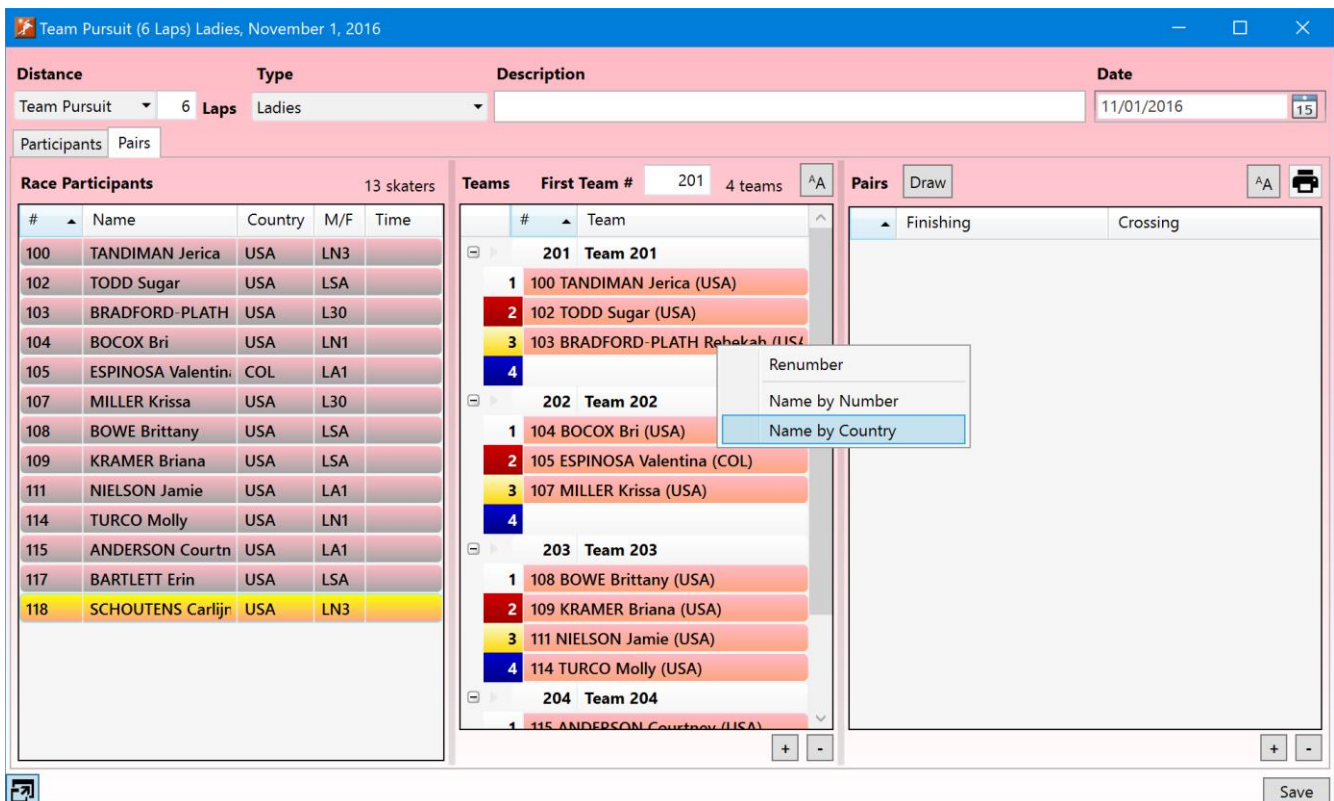 Team Pursuit (6 Laps) Ladies, November 1, 2016
Distance Type Description Date
Team Pursuit 6 Laps Ladies 11/01/2016 15
Participants Pairs
Race Participants 13 skaters
# Name Country M/F Time
100 TANDIMAN Jerica USA LN3
102 TODD Sugar USA LSA
103 BRADFORD-PLATH USA L30
104 BOCOX Bri USA LN1
105 ESPINOSA Valentina COL LA1
107 MILLER Krissa USA L30
108 BOWE Brittany USA LSA
109 KRAMER Briana USA LSA
111 NIELSON Jamie USA LA1
114 TURCO Molly USA LN1
115 ANDERSON Courtn USA LA1
117 BARTLETT Erin USA LSA
118 SCHOUTENS Carlijn USA LN3
Teams First Team # 201 4 teams AA
# Team
201 Team 201
1 100 TANDIMAN Jerica (USA)
2 102 TODD Sugar (USA)
3 103 BRADFORD-PLATH Rebekah (USA
4
202 Team 202
1 104 BOCOX Bri (USA)
2 105 ESPINOSA Valentina (COL)
3 107 MILLER Krissa (USA)
4
203 Team 203
1 108 BOWE Brittany (USA)
2 109 KRAMER Briana (USA)
3 111 NIELSON Jamie (USA)
4 114 TURCO Molly (USA)
204 Team 204
1 115 ANDERSON Courtney (USA)
+ -
Renumber
Name by Number
Name by Country
Pairs Draw AA
Finishing Crossing
+ -
Save